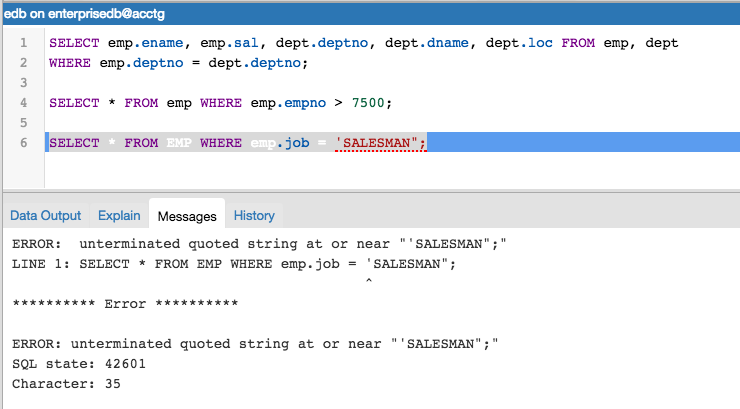 edb on enterprisedb@acctg
1 SELECT emp.ename, emp.sal, dept.deptno, dept.dname, dept.loc FROM emp, dept
2 WHERE emp.deptno = dept.deptno;
3
4 SELECT * FROM emp WHERE emp.empno > 7500;
5
6 SELECT * FROM EMP WHERE emp.job = 'SALESMAN";
Data Output Explain Messages History
ERROR:  unterminated quoted string at or near "'SALESMAN";"
LINE 1: SELECT * FROM EMP WHERE emp.job = 'SALESMAN";
^
********** Error **********
ERROR: unterminated quoted string at or near "'SALESMAN";"
SQL state: 42601
Character: 35